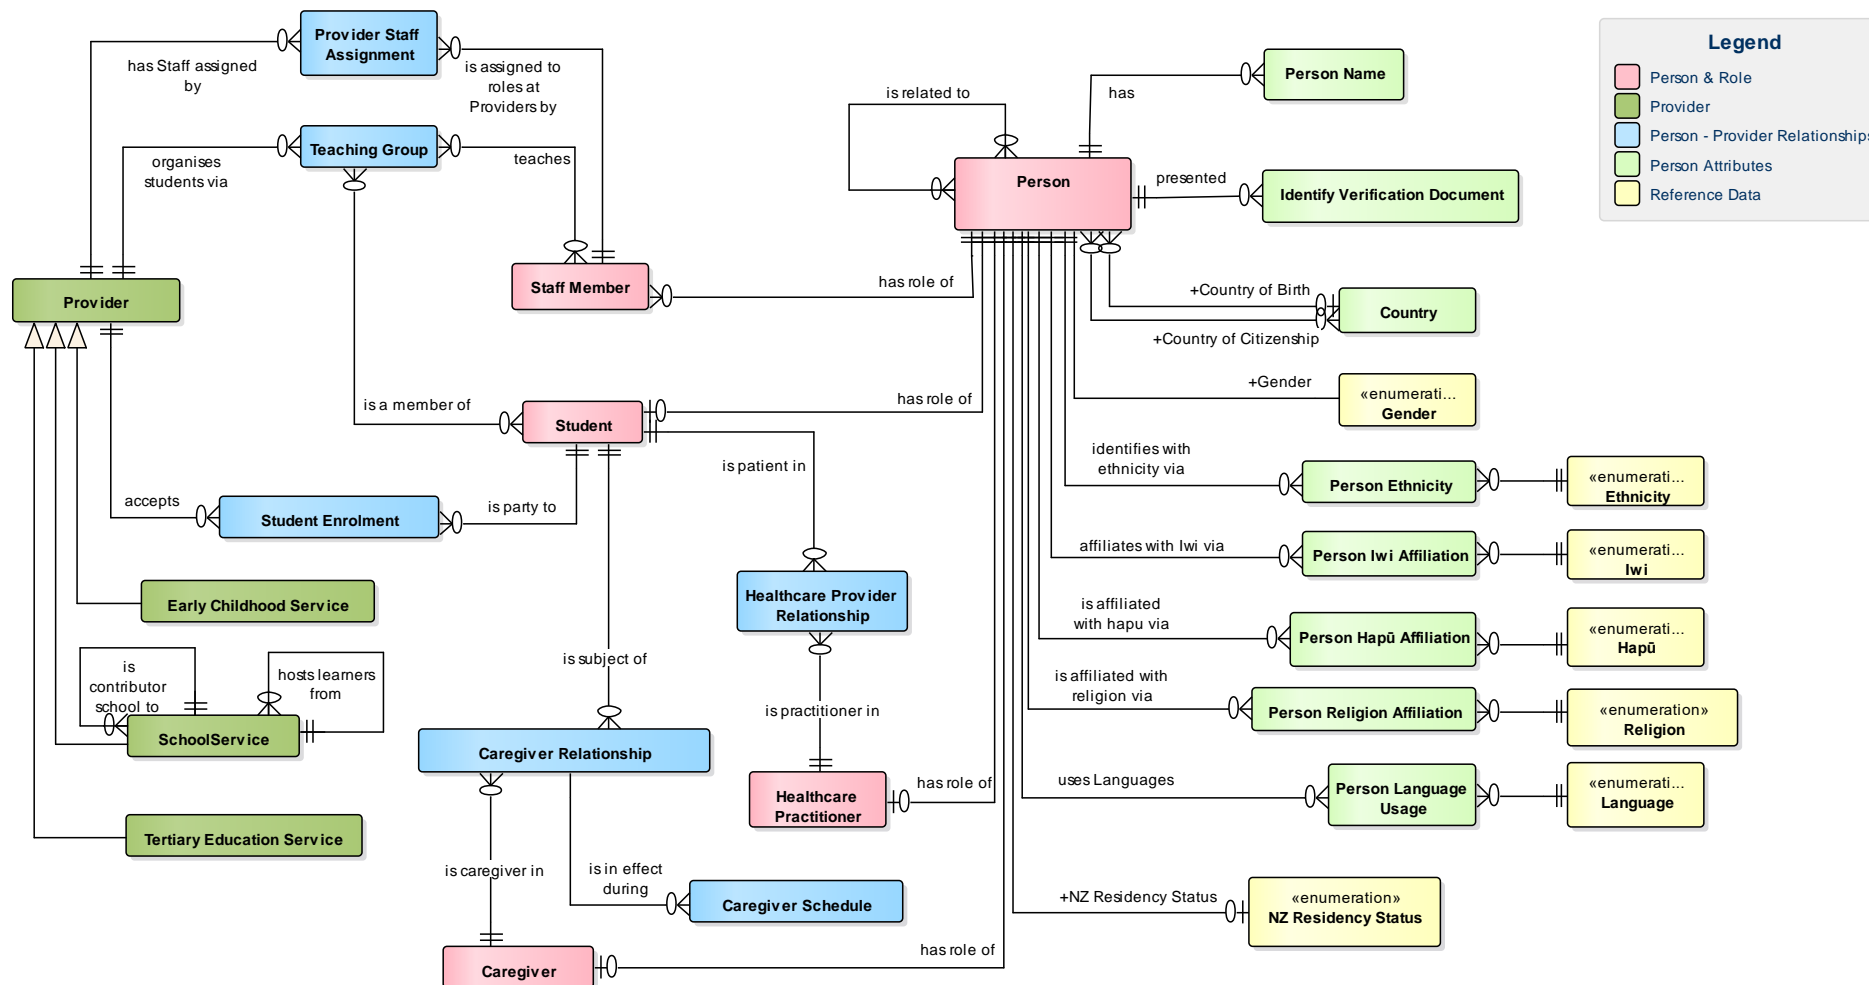 Provider Staff
Assignment
has Staff assigned
by
is assigned to
roles at
Providers by
Teaching Group
organises
students via
teaches
Provider
Staff Member
is related to
Person
has
Person Name
presented
Identify Verification Document
Legend
Person & Role
Provider
Person - Provider Relationships
Person Attributes
Reference Data
has role of
+Country of Birth
Country
+Country of Citizenship
+Gender
«enumerati...
Gender
is a member of
Student
has role of
is patient in
identifies with
ethnicity via
Person Ethnicity
«enumerati...
Ethnicity
accepts
Student Enrolment
is party to
affiliates with Iwi via
Person Iwi Affiliation
«enumerati...
Iwi
Early Childhood Service
Healthcare Provider
Relationship
is affiliated
with hapu via
Person Hapū Affiliation
«enumerati...
Hapū
is
contributor
school to
hosts learners
from
SchoolService
is subject of
is practitioner in
is affiliated with
religion via
Person Religion Affiliation
«enumeration»
Religion
Caregiver Relationship
Healthcare
Practitioner
has role of
uses Languages
Person Language
Usage
«enumerati...
Language
Tertiary Education Service
is caregiver in
is in effect
during
Caregiver Schedule
+NZ Residency Status
«enumeration»
NZ Residency Status
Caregiver
has role of